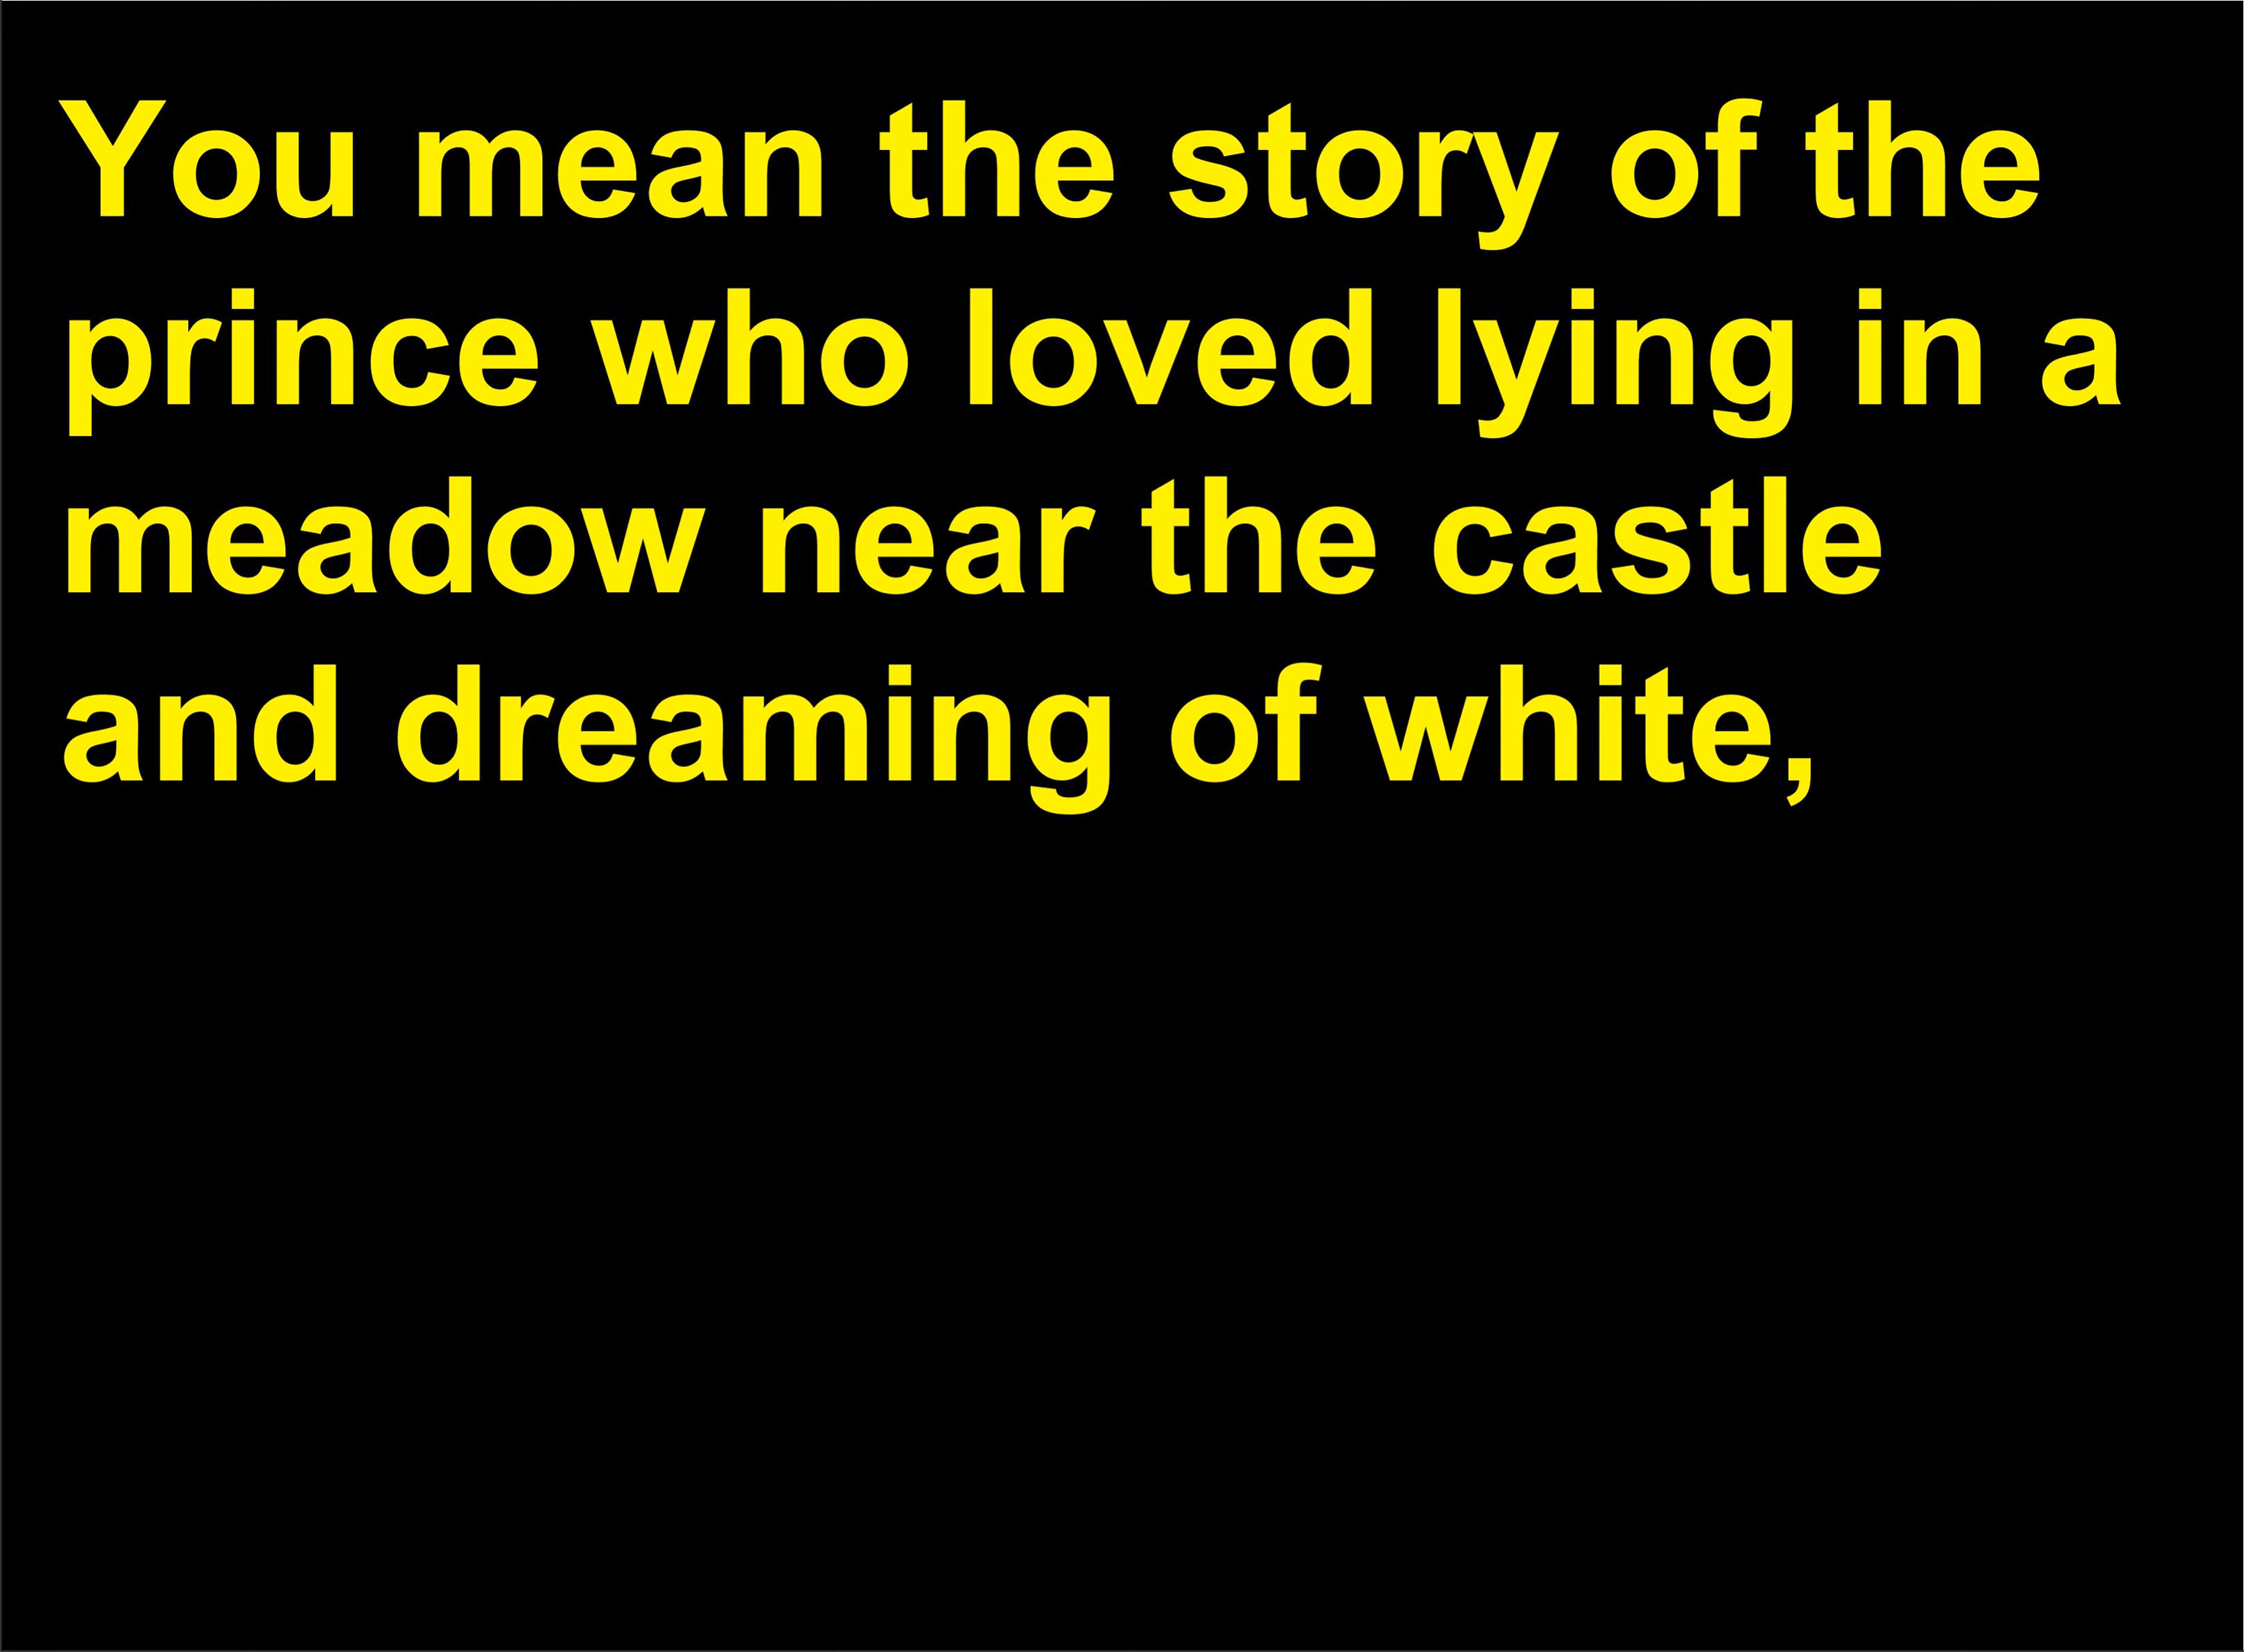 You mean the story of the
prince who loved lying in a
meadow near the castle
and dreaming of white,